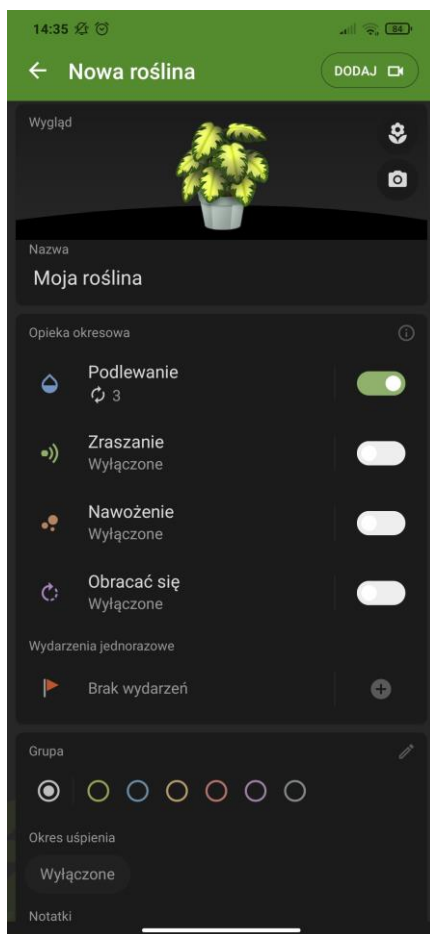 14:35
84
Nowa roślina
DODAJ
Wygląd
Nazwa
Moja roślina
Opieka okresowa
Podlewanie
3
Zraszanie
Wyłączone
Nawożenie
Wyłączone
Obracać się
Wyłączone
Wydarzenia jednorazowe
Brak wydarzeń
Grupa
Okres uśpienia
Wyłączone
Notatki